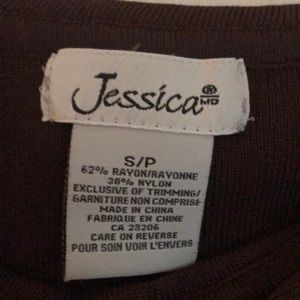 Jessica ® MD
S/P
62% RAYON/RAYONNE
38% NYLON
EXCLUSIVE OF TRIMMING/
GARNITURE NON COMPRISE
MADE IN CHINA
FABRIQUE EN CHINE
CA 28206
CARE ON REVERSE
POUR SOIN VOIR L'ENVERS